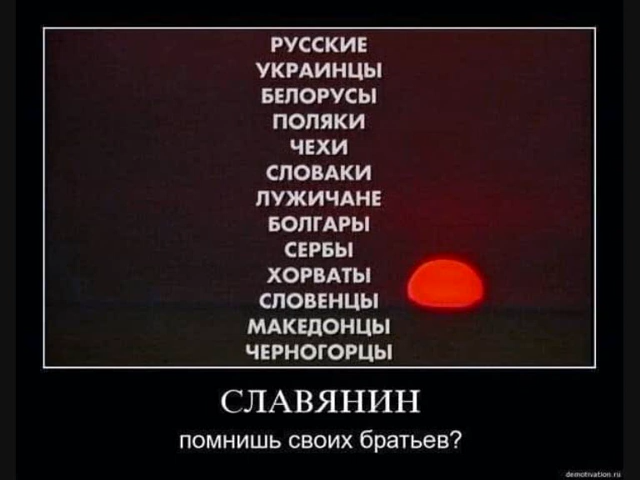 РУССКИЕ
УКРАИНЦЫ
БЕЛОРУСЫ
ПОЛЯКИ
ЧЕХИ
СЛОВАКИ
ЛУЖИЧАНЕ
БОЛГАРЫ
СЕРБЫ
ХОРВАТЫ
СЛОВЕНЦЫ
МАКЕДОНЦЫ
ЧЕРНОГОРЦЫ
СЛАВЯНИН
помнишь своих братьев?
demotivation.ru